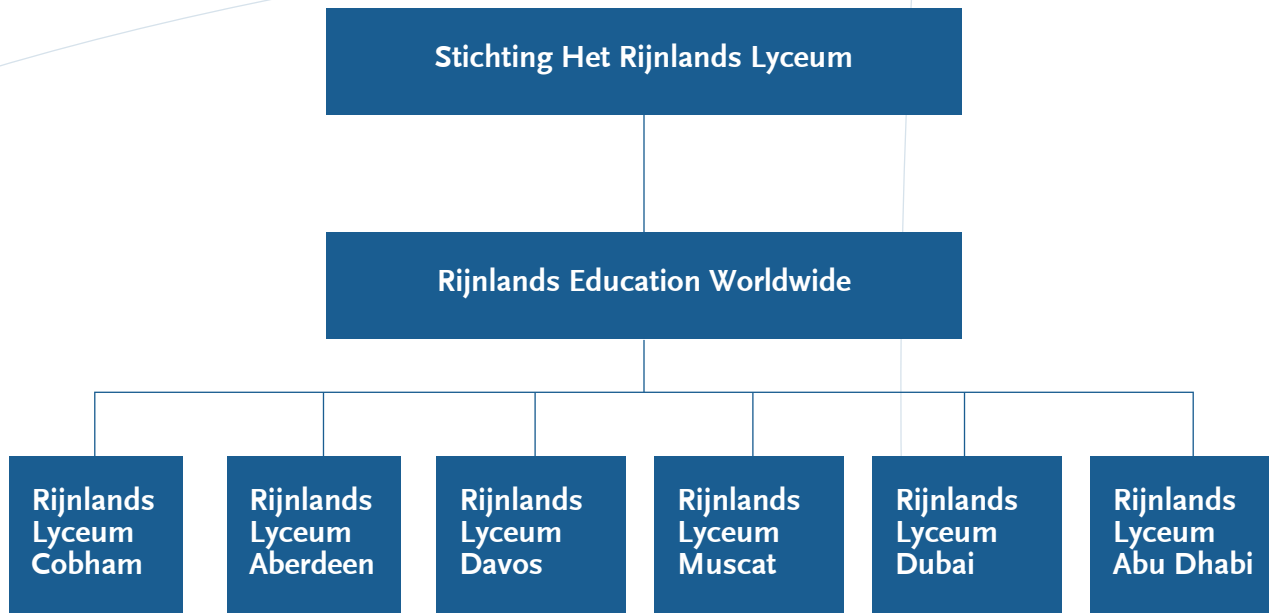 Stichting Het Rijnlands Lyceum
Rijnlands Education Worldwide
Rijnlands
Lyceum
Cobham
Rijnlands
Lyceum
Aberdeen
Rijnlands
Lyceum
Davos
Rijnlands
Lyceum
Muscat
Rijnlands
Lyceum
Dubai
Rijnlands
Lyceum
Abu Dhabi